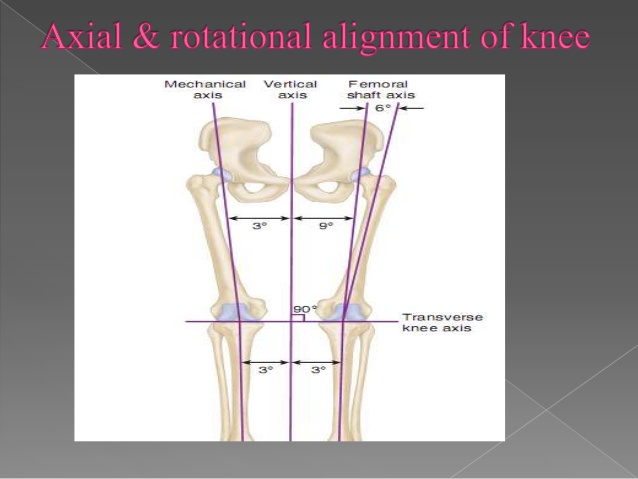 Axial & rotational alignment of knee
Mechanical axis
Vertical axis
Femoral shaft axis
6°
3°
9°
90°
Transverse knee axis
3°
3°